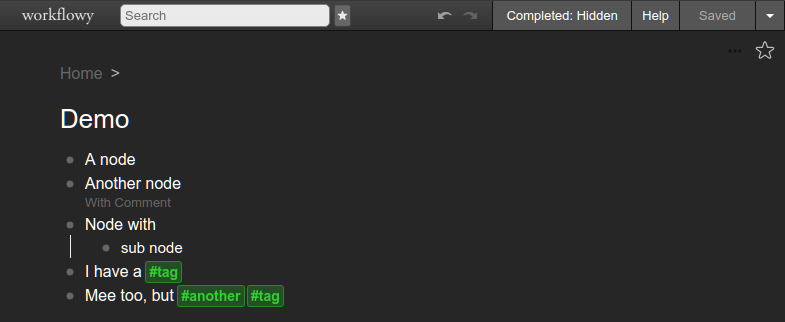 workflowy Search Completed: Hidden Help Saved
Home >
Demo
A node
Another node
With Comment
Node with
sub node
I have a #tag
Mee too, but #another #tag